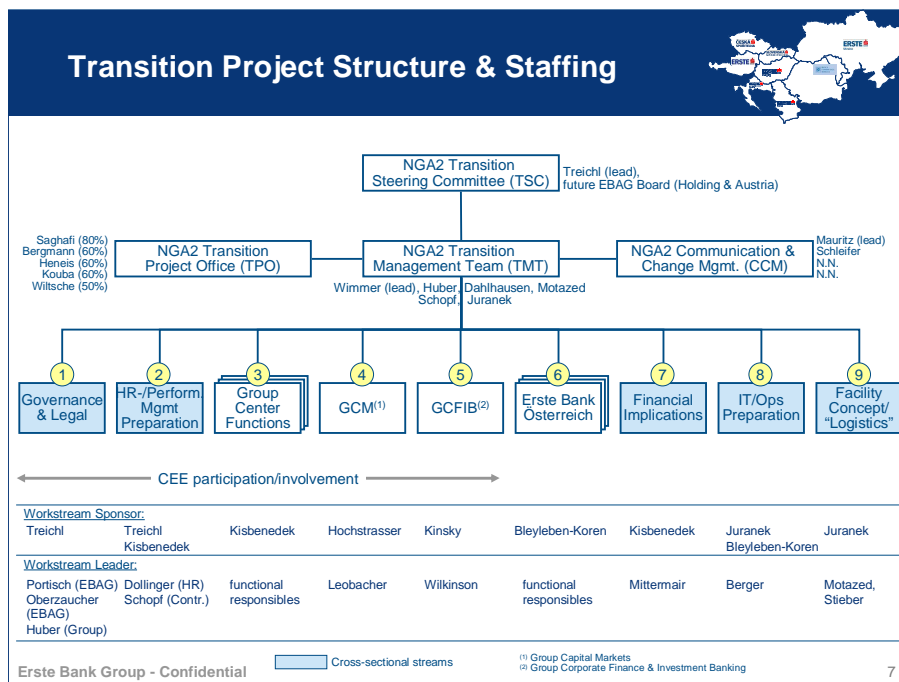 Transition Project Structure & Staffing
ČESKÁ
ERSTE
ERSTE
NGA2 Transition
Steering Committee (TSC)
Treichl (lead),
future EBAG Board (Holding & Austria)
Saghafi (80%)
Bergmann (60%)
Heneis (60%)
Kouba (60%)
Wiltsche (50%)
NGA2 Transition
Project Office (TPO)
NGA2 Transition
Management Team (TMT)
NGA2 Communication &
Change Mgmt. (CCM)
Mauritz (lead)
Schleifer
N.N.
N.N.
Wimmer (lead), Huber, Dahlhausen, Motazed
Schopf, Juranek
1 2 3 4 5 6 7 8 9
Governance
& Legal
HR-/Perform.
Mgmt
Preparation
Group
Center
Functions
GCM(1)
GCFIB(2)
Erste Bank
Österreich
Financial
Implications
IT/Ops
Preparation
Facility
Concept/
“Logistics”
CEE participation/involvement
Workstream Sponsor:
Treichl Treichl Kisbenedek Hochstrasser Kinsky Bleyleben-Koren Kisbenedek Juranek Juranek
Kisbenedek Bleyleben-Koren
Workstream Leader:
Portisch (EBAG) Dollinger (HR) functional Leobacher Wilkinson functional Mittermair Berger Motazed,
Oberzaucher Schopf (Contr.) responsibles responsibles Stieber
(EBAG)
Huber (Group)
Erste Bank Group - Confidential
Cross-sectional streams
(1) Group Capital Markets
(2) Group Corporate Finance & Investment Banking
7